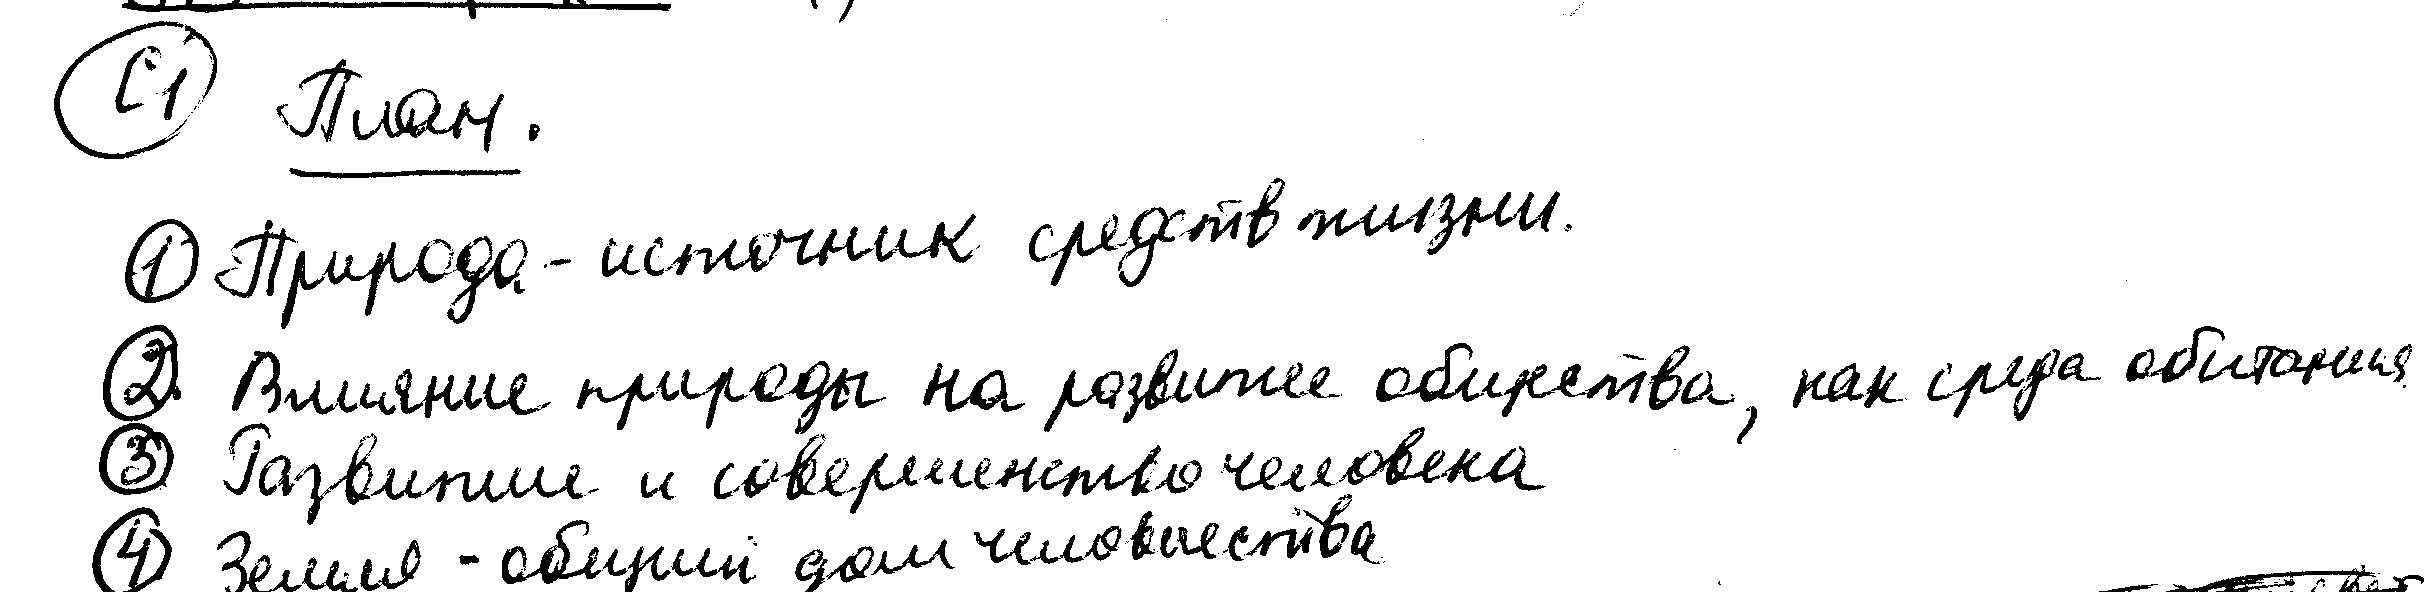 С1 План.
1 Природа - источник средств жизни.
2. Влияние природы на развитее общества, как среда обитания
3 Развитие и совершенство человека
4 Земля - общий дом человечества